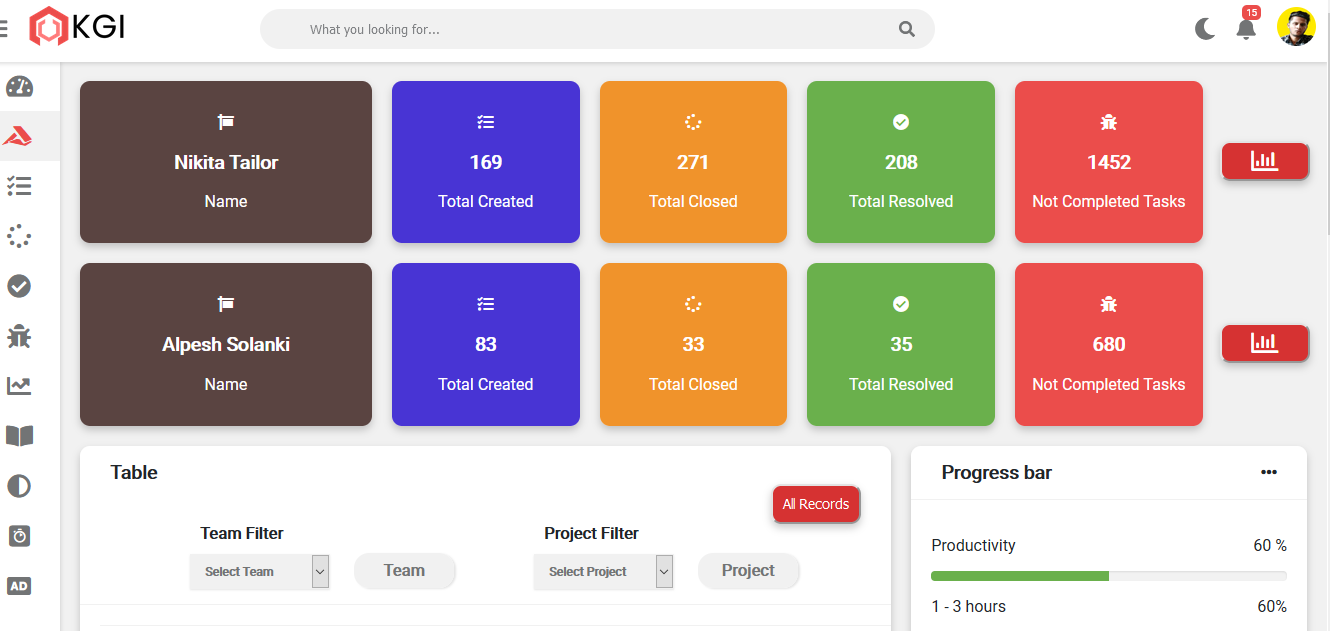 KGI
What you looking for...
15
Nikita Tailor
Name
169
Total Created
271
Total Closed
208
Total Resolved
1452
Not Completed Tasks
Alpesh Solanki
Name
83
Total Created
33
Total Closed
35
Total Resolved
680
Not Completed Tasks
AD
Table
All Records
Team Filter
Select Team
Team
Project Filter
Select Project
Project
Progress bar
Productivity 60 %
1 - 3 hours 60%